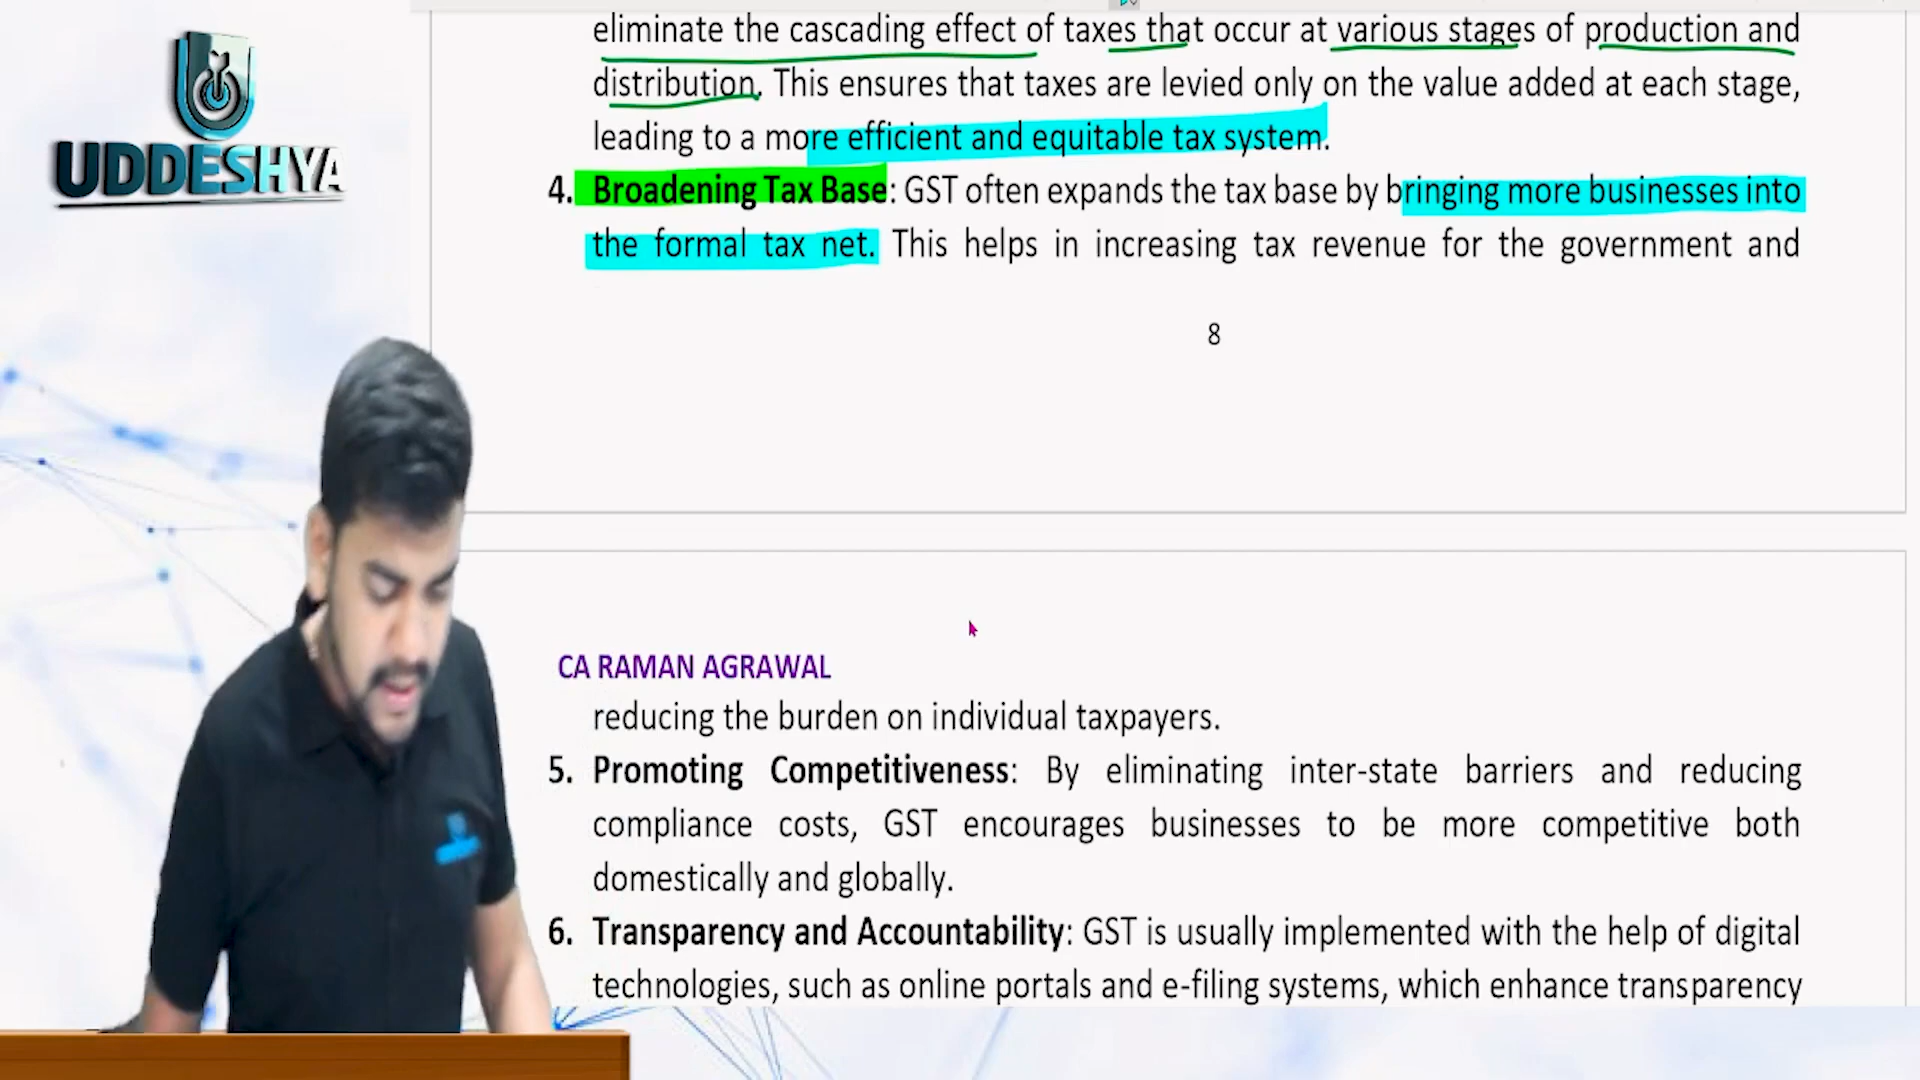 UDDESHYA
eliminate the cascading effect of taxes that occur at various stages of production and
distribution. This ensures that taxes are levied only on the value added at each stage,
leading to a more efficient and equitable tax system.
4. Broadening Tax Base: GST often expands the tax base by bringing more businesses into
the formal tax net. This helps in increasing tax revenue for the government and
8
CA RAMAN AGRAWAL
reducing the burden on individual taxpayers.
5. Promoting Competitiveness: By eliminating inter-state barriers and reducing
compliance costs, GST encourages businesses to be more competitive both
domestically and globally.
6. Transparency and Accountability: GST is usually implemented with the help of digital
technologies, such as online portals and e-filing systems, which enhance transparency